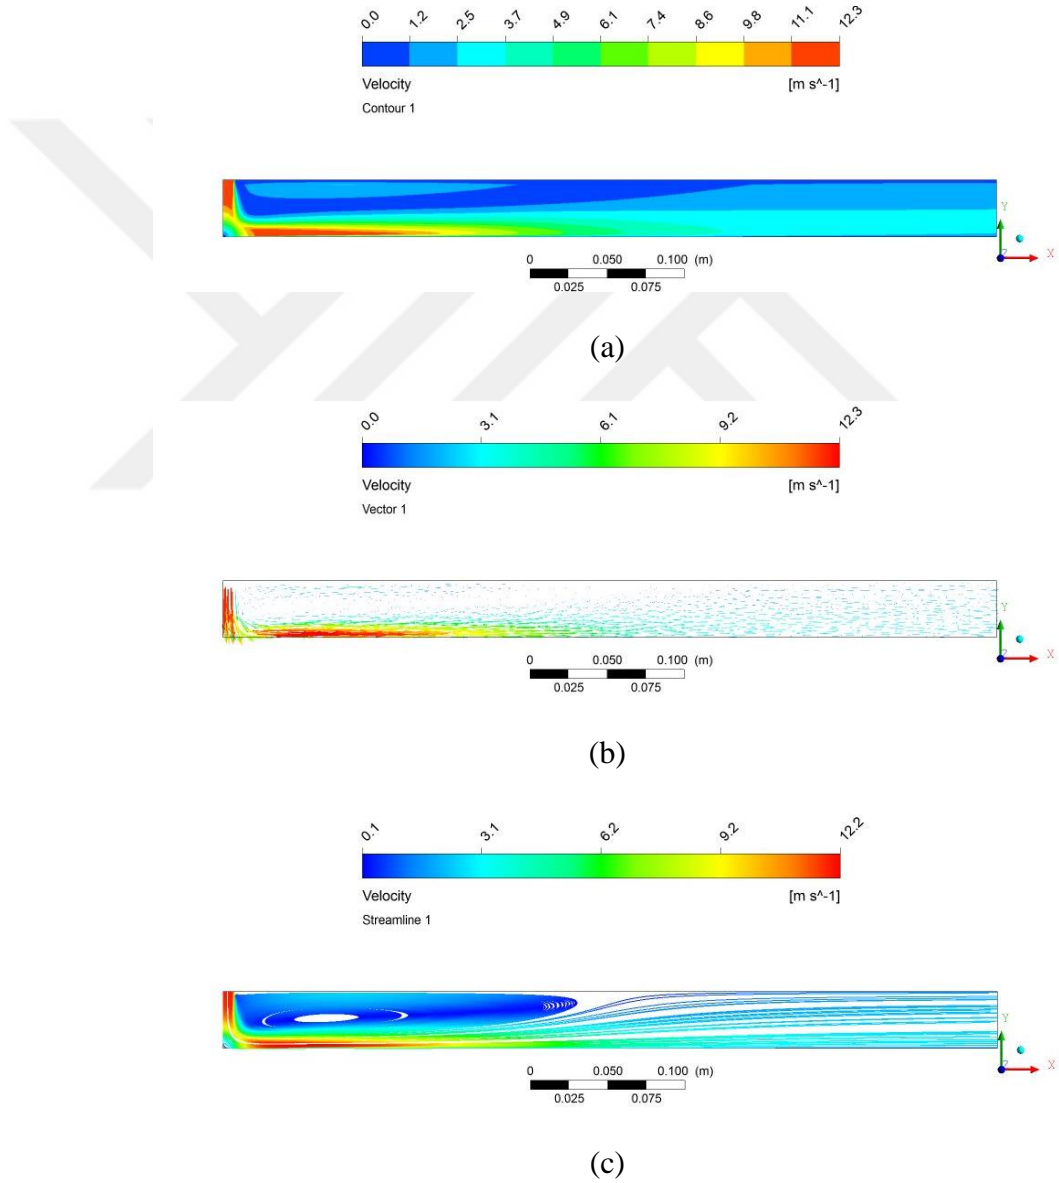 0.0 1.2 2.5 3.7 4.9 6.1 7.4 8.6 9.8 11.1 12.3
Velocity [m s^-1]
Contour 1
Y
Z X
0 0.050 0.100 (m)
0.025 0.075
(a)
0.0 3.1 6.1 9.2 12.3
Velocity [m s^-1]
Vector 1
Y
Z X
0 0.050 0.100 (m)
0.025 0.075
(b)
0.1 3.1 6.2 9.2 12.2
Velocity [m s^-1]
Streamline 1
Y
Z X
0 0.050 0.100 (m)
0.025 0.075
(c)